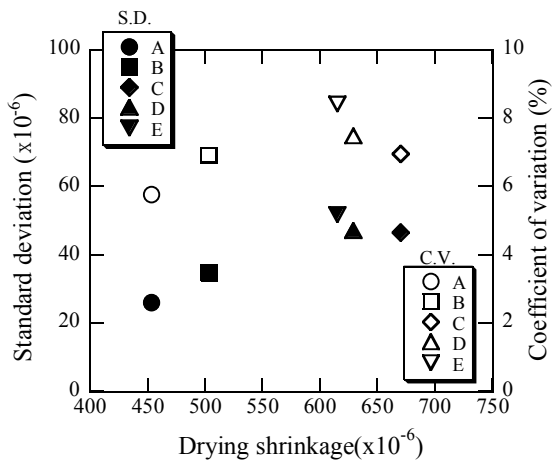 S.D.
A
B
C
D
E
100
80
60
40
20
0
Standard deviation (x10⁻⁶)
10
8
6
4
2
0
Coefficient of variation (%)
C.V.
A
B
C
D
E
400 450 500 550 600 650 700 750
Drying shrinkage(x10⁻⁶)